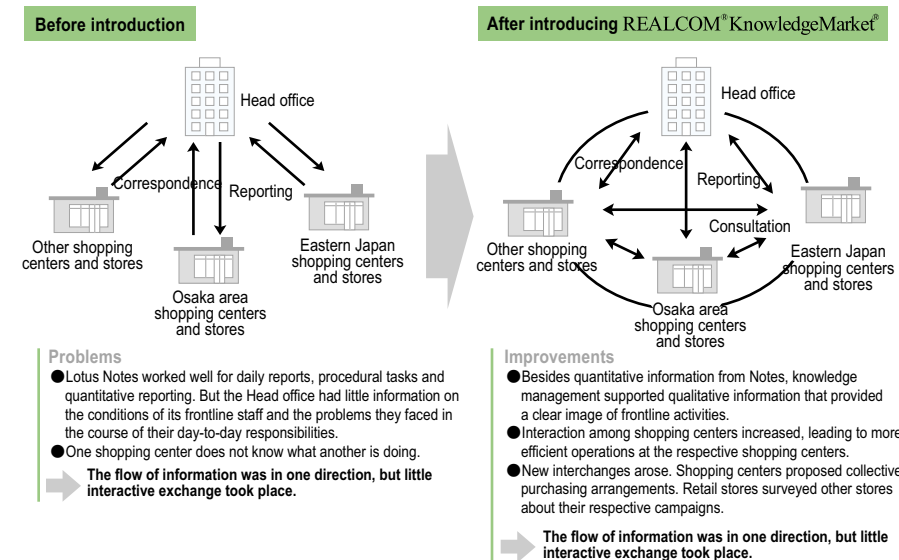 Before introduction
Head office
Correspondence
Reporting
Other shopping
centers and stores
Osaka area
shopping centers
and stores
Eastern Japan
shopping centers
and stores
Problems
●Lotus Notes worked well for daily reports, procedural tasks and
quantitative reporting. But the Head office had little information on
the conditions of its frontline staff and the problems they faced in
the course of their day-to-day responsibilities.
●One shopping center does not know what another is doing.
The flow of information was in one direction, but little
interactive exchange took place.
After introducing REALCOM® KnowledgeMarket®
Head office
Correspondence
Reporting
Consultation
Other shopping
centers and stores
Osaka area
shopping centers
and stores
Eastern Japan
shopping centers
and stores
Improvements
●Besides quantitative information from Notes, knowledge
management supported qualitative information that provided
a clear image of frontline activities.
●Interaction among shopping centers increased, leading to more
efficient operations at the respective shopping centers.
●New interchanges arose. Shopping centers proposed collective
purchasing arrangements. Retail stores surveyed other stores
about their respective campaigns.
The flow of information was in one direction, but little
interactive exchange took place.